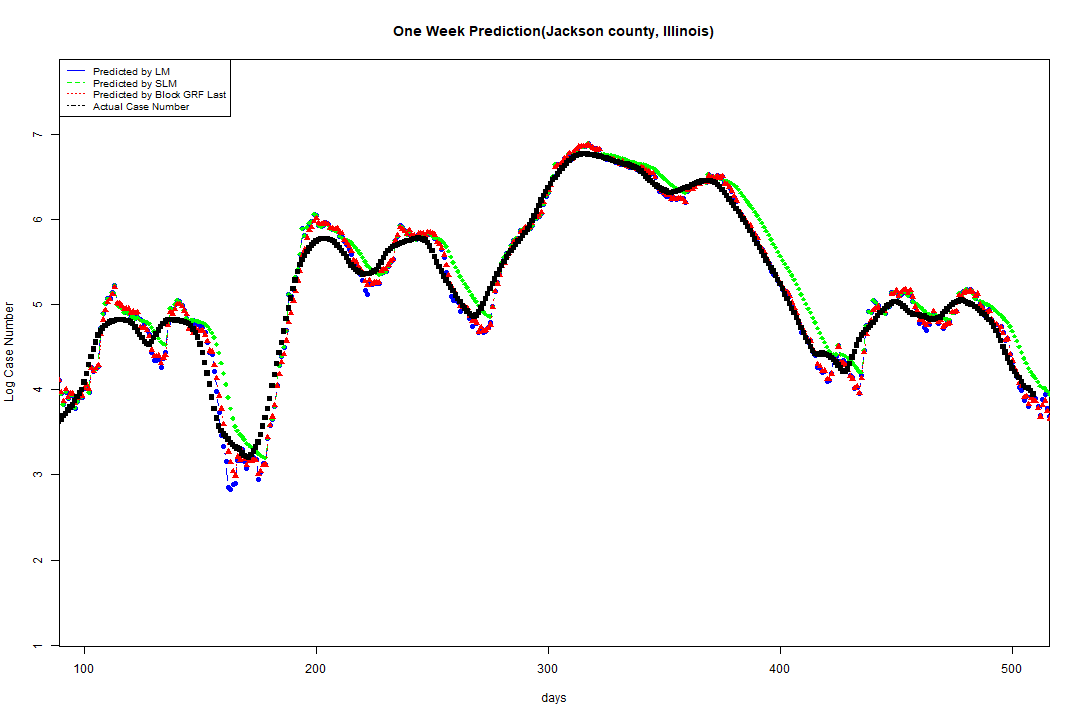 One Week Prediction(Jackson county, Illinois)
Predicted by LM
Predicted by SLM
Predicted by Block GRF Last
Actual Case Number
7
6
5
4
3
2
1
Log Case Number
100 200 300 400 500
days